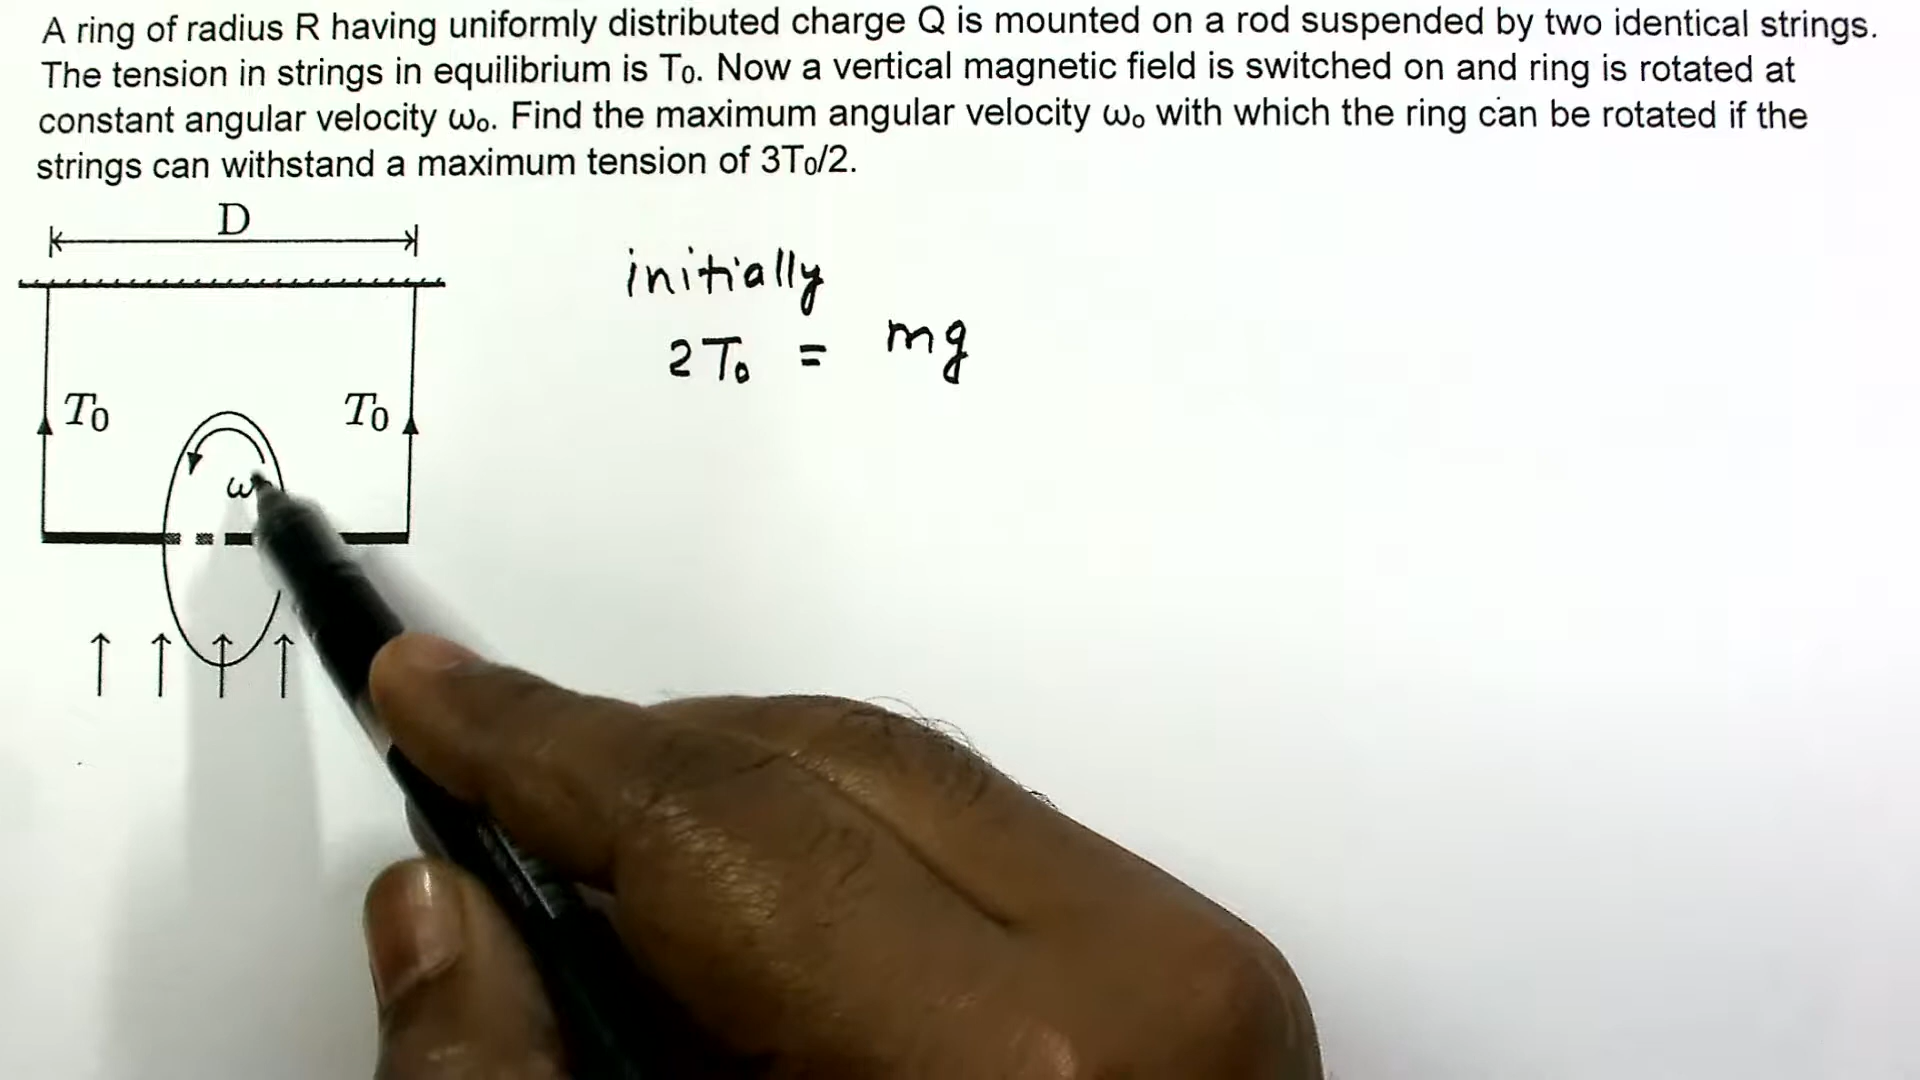 A ring of radius R having uniformly distributed charge Q is mounted on a rod suspended by two identical strings.
The tension in strings in equilibrium is T₀. Now a vertical magnetic field is switched on and ring is rotated at
constant angular velocity ω₀. Find the maximum angular velocity ω₀ with which the ring can be rotated if the
strings can withstand a maximum tension of 3T₀/2.
D
initially
2T₀ = mg
T₀ T₀
ω